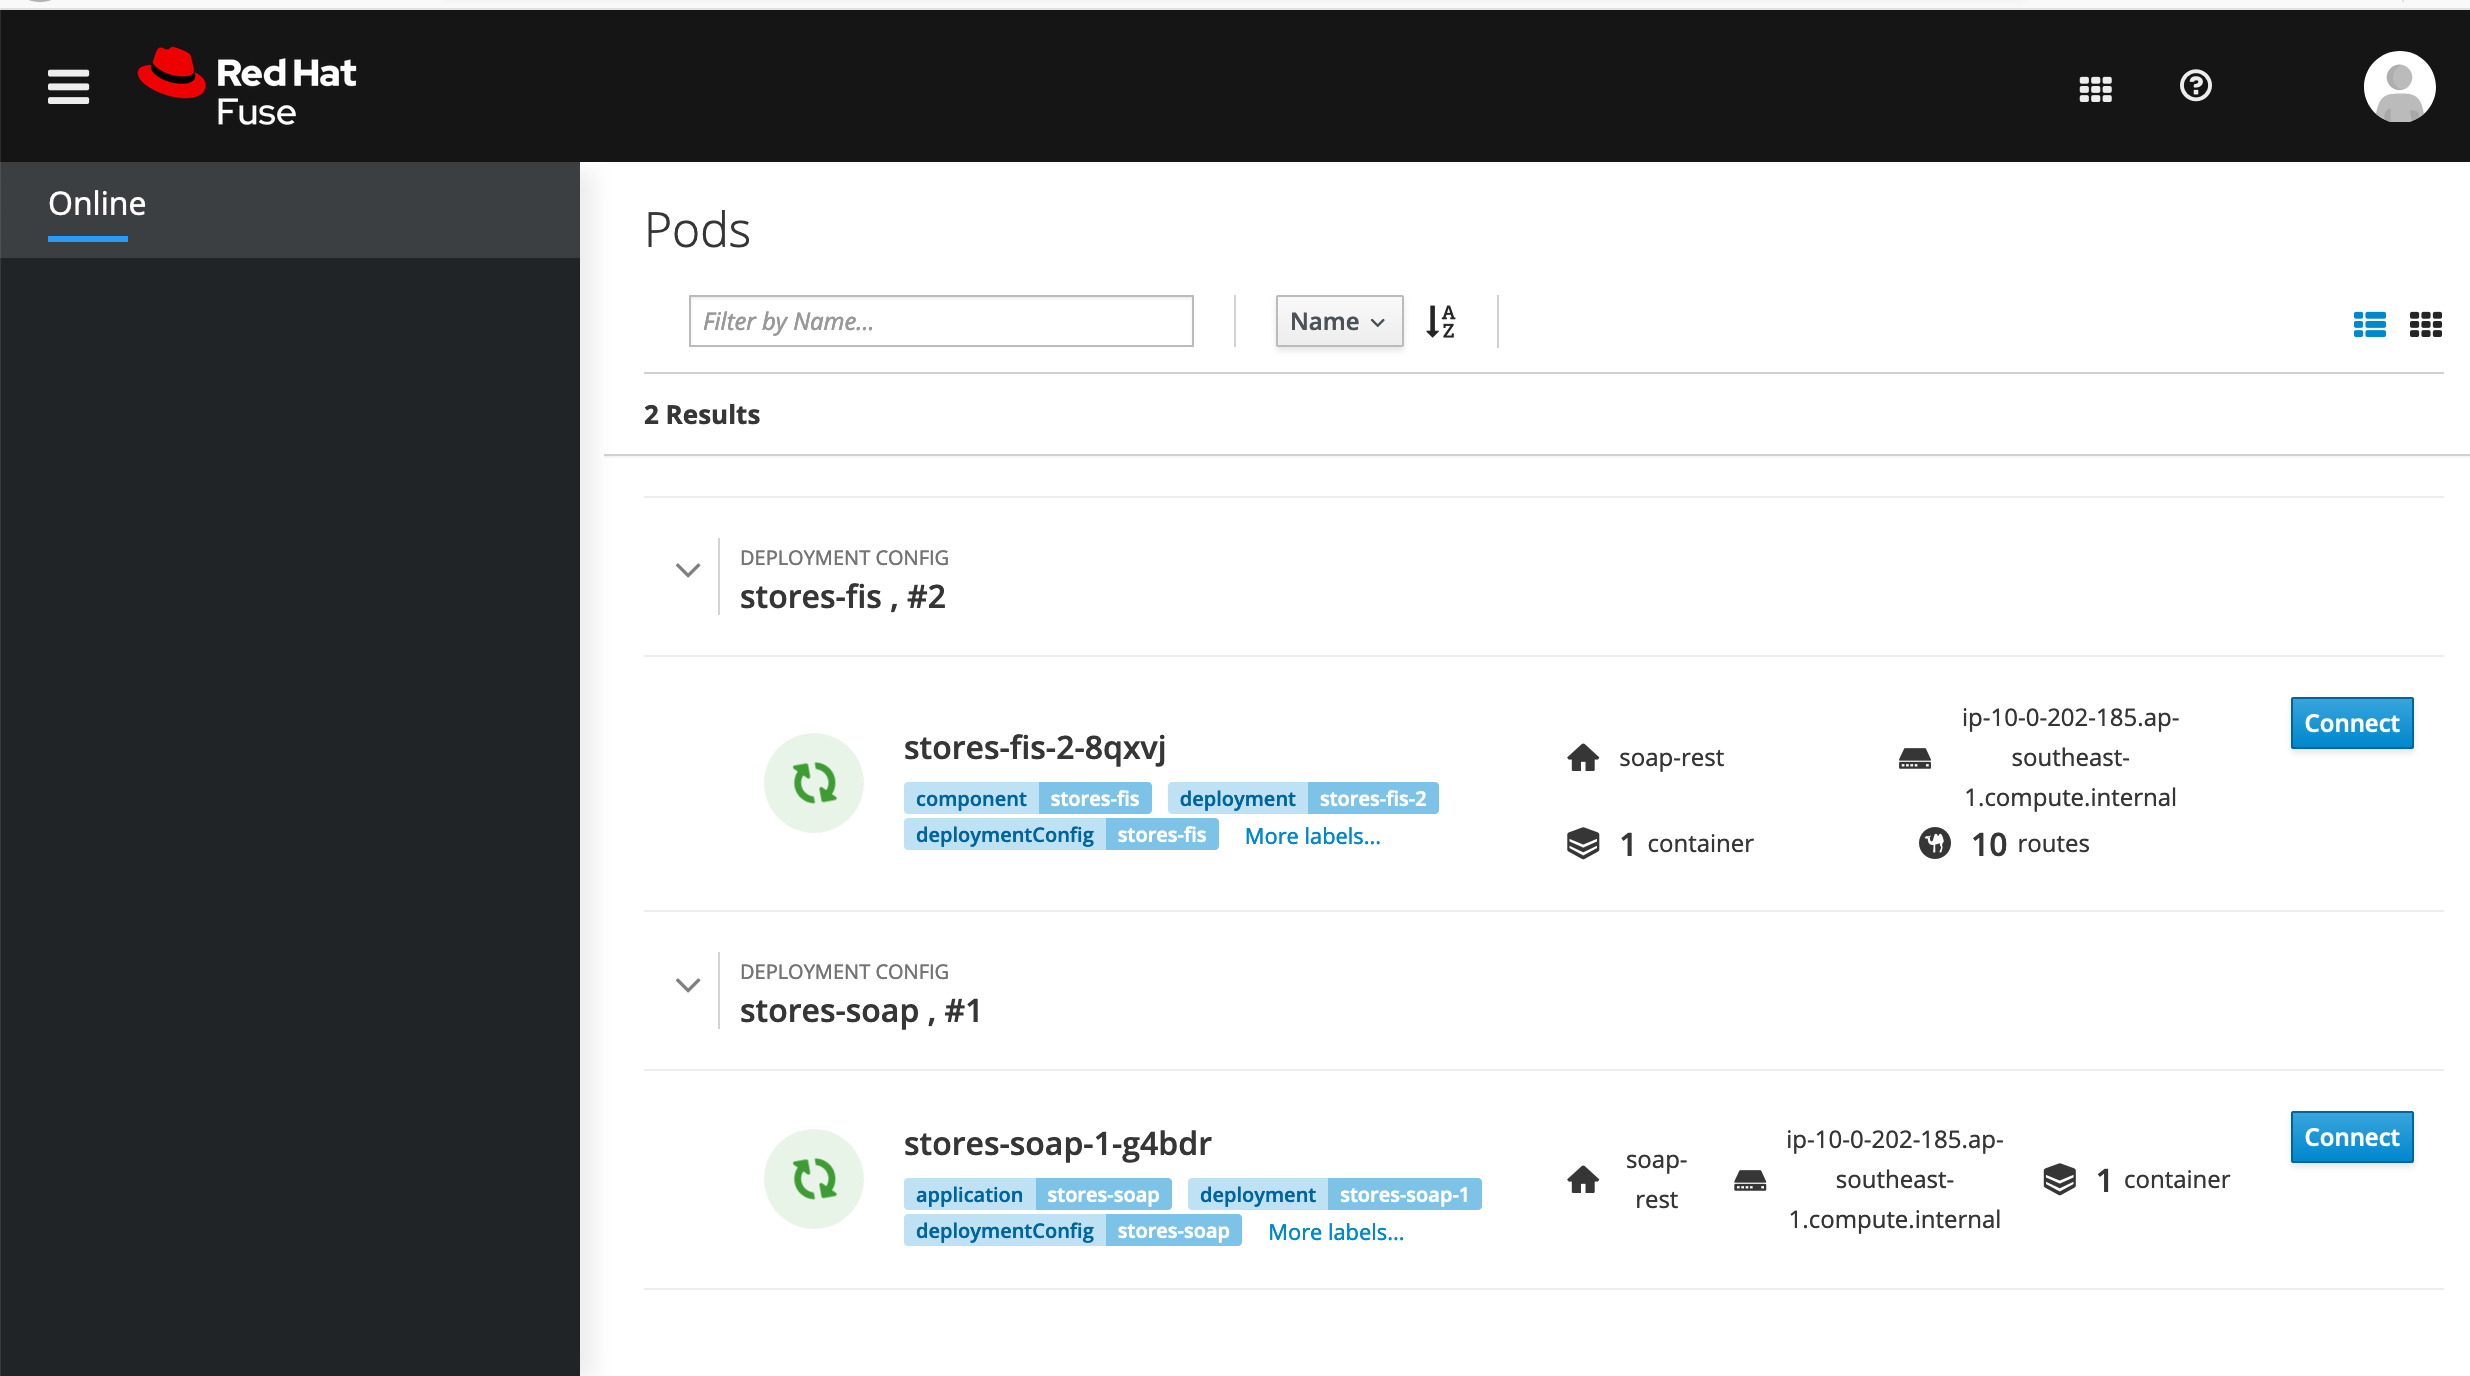 Red Hat
Fuse
Online
Pods
Filter by Name...
Name
A
Z
2 Results
DEPLOYMENT CONFIG
stores-fis , #2
stores-fis-2-8qxvj
component stores-fis deployment stores-fis-2
deploymentConfig stores-fis More labels...
soap-rest
ip-10-0-202-185.ap-
southeast-
1.compute.internal
1 container
10 routes
Connect
DEPLOYMENT CONFIG
stores-soap , #1
stores-soap-1-g4bdr
application stores-soap deployment stores-soap-1
deploymentConfig stores-soap More labels...
soap-
rest
ip-10-0-202-185.ap-
southeast-
1.compute.internal
1 container
Connect